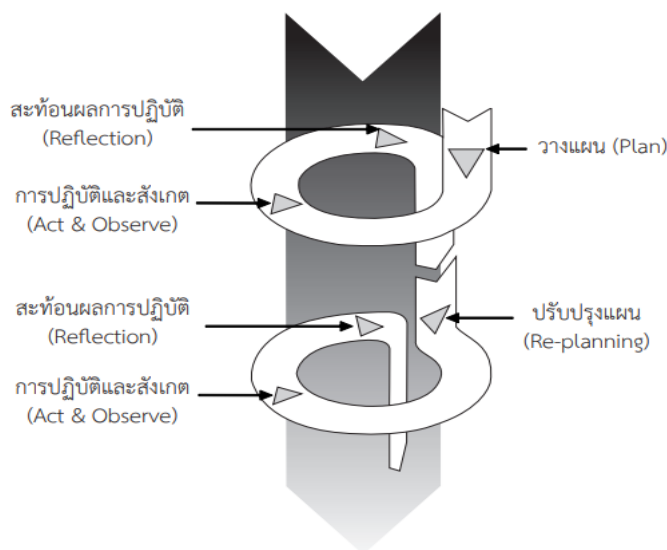 สะท้อนผลการปฏิบัติ
(Reflection)
วางแผน (Plan)
การปฏิบัติและสังเกต
(Act & Observe)
สะท้อนผลการปฏิบัติ
(Reflection)
ปรับปรุงแผน
(Re-planning)
การปฏิบัติและสังเกต
(Act & Observe)